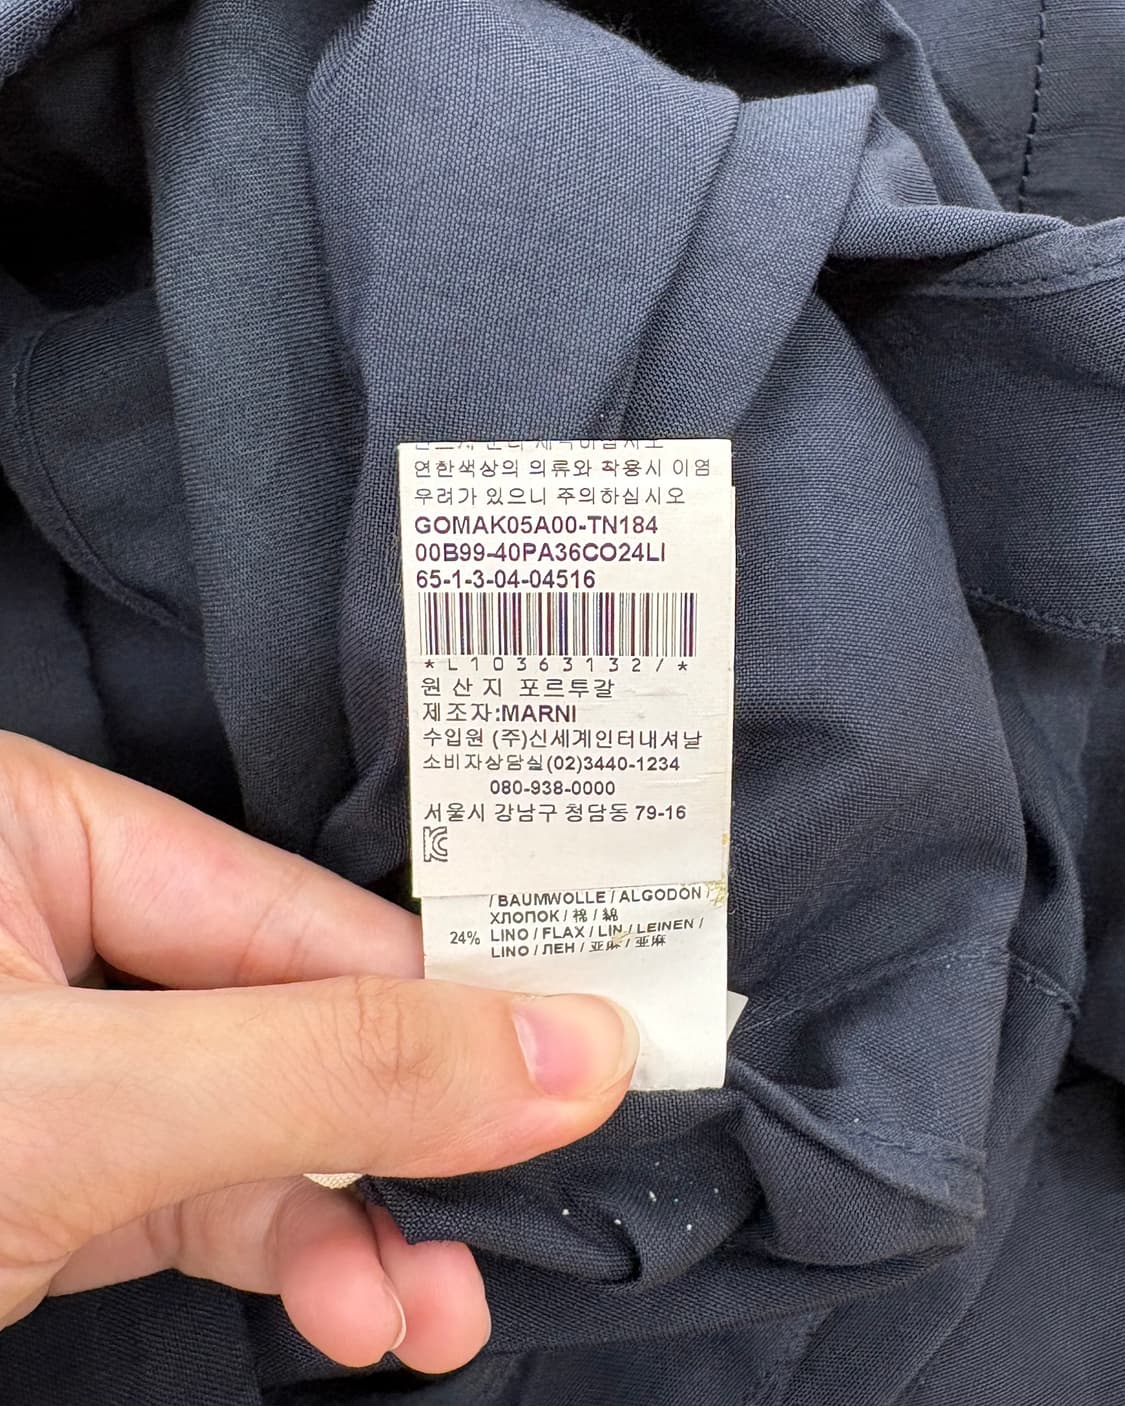 연한색상의 의류와 착용시 이염
우려가 있으니 주의하십시오
GOMAK05A00-TN184
00B99-40PA36CO24LI
65-1-3-04-04516
*L10363132/*
원 산 지 포르투갈
제조자:MARNI
수입원 (주)신세계인터내셔날
소비자상담실(02)3440-1234
080-938-0000
서울시 강남구 청담동 79-16
/ BAUMWOLLE / ALGODÓN
ХЛОПОК / 棉 / 綿
24% LINO / FLAX / LIN / LEINEN /
LINO / ЛЕН / 亚麻 / 亜麻